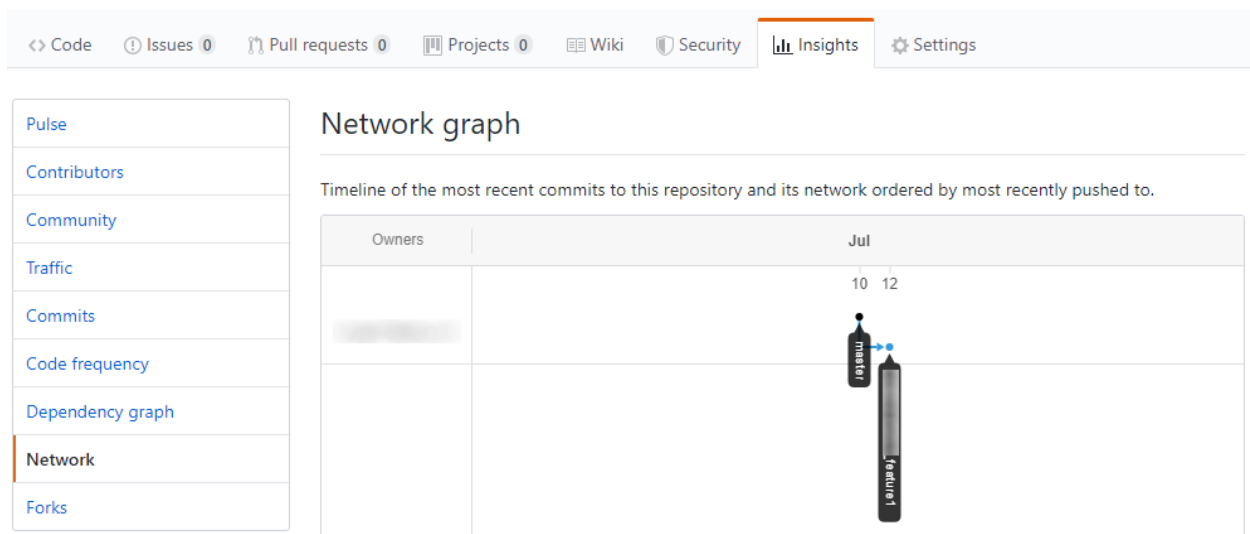 Code Issues 0 Pull requests 0 Projects 0 Wiki Security Insights Settings
Pulse
Contributors
Community
Traffic
Commits
Code frequency
Dependency graph
Network
Forks
Network graph
Timeline of the most recent commits to this repository and its network ordered by most recently pushed to.
Owners Jul
10 12
master
feature1